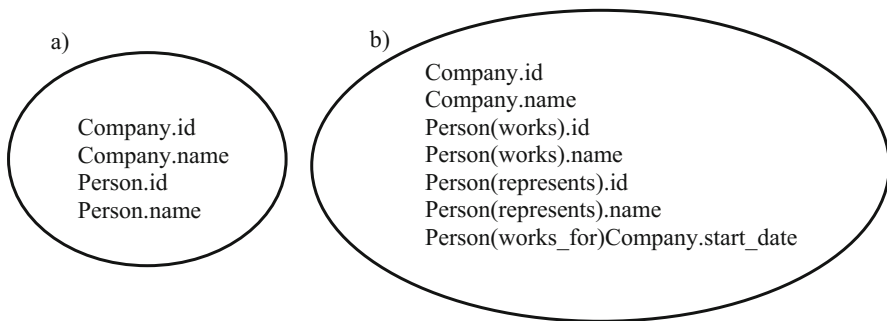 a)
Company.id
Company.name
Person.id
Person.name
b)
Company.id
Company.name
Person(works).id
Person(works).name
Person(represents).id
Person(represents).name
Person(works_for)Company.start_date